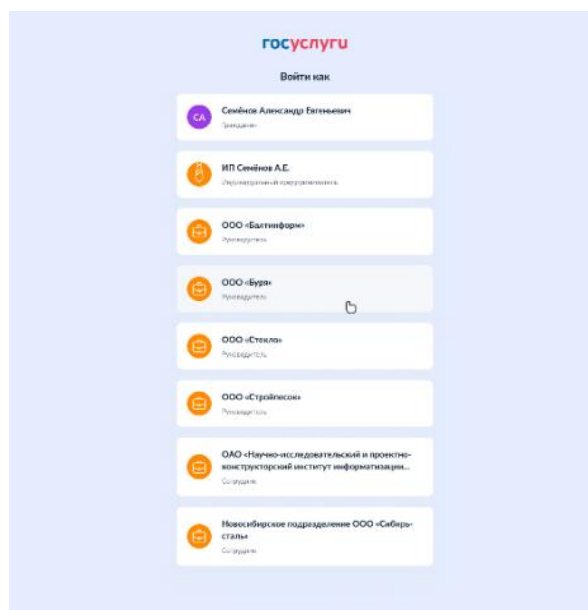 госуслуги
Войти как
СА
Семёнов Александр Евгеньевич
Гражданин
ИП Семёнов А.Е.
Индивидуальный предприниматель
ООО «Балтинформ»
Руководитель
ООО «Буря»
Руководитель
ООО «Стекло»
Руководитель
ООО «Стройпесок»
Руководитель
ОАО «Научно-исследовательский и проектно-
конструкторский институт информатизации...
Сотрудник
Новосибирское подразделение ООО «Сибирь-
сталь»
Сотрудник